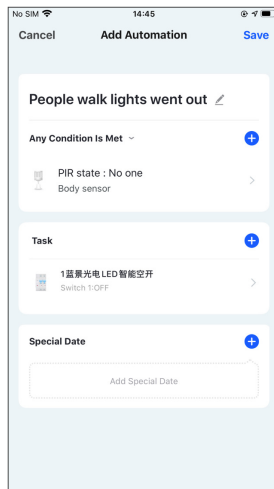 No SIM 14:45
Cancel Add Automation Save
People walk lights went out
Any Condition Is Met
PIR state : No one
Body sensor
Task
1蓝景光电LED智能空开
Switch 1:OFF
Special Date
Add Special Date